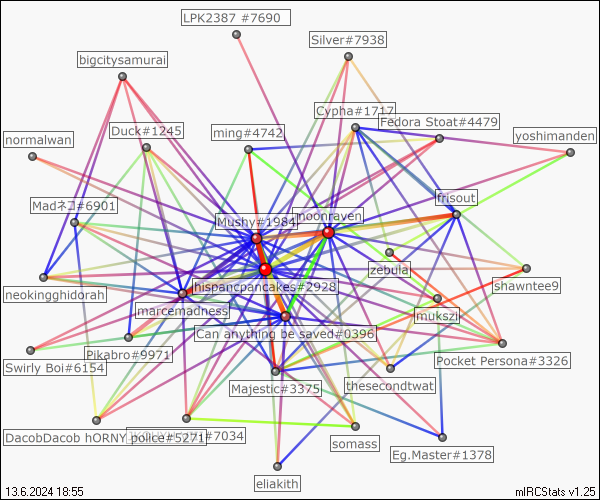 LPK2387 #7690
Silver#7938
bigcitysamurai
Cypha#1717
Fedora Stoat#4479
Duck#1245
ming#4742
normalwan
yoshimanden
frisout
Madネコ#6901
Mushy#1984
moonraven
zebula
shawntee9
hispancpancakes#2928
neokingghidorah
marcemadness
mukszi
Can anything be saved#0396
Pikabro#9971
Pocket Persona#3326
Swirly Boi#6154
Majestic#3375
thesecondtwat
DacobDacob hORNY police#5271
#7034
somass
Eg.Master#1378
eliakith
13.6.2024 18:55
mIRCStats v1.25